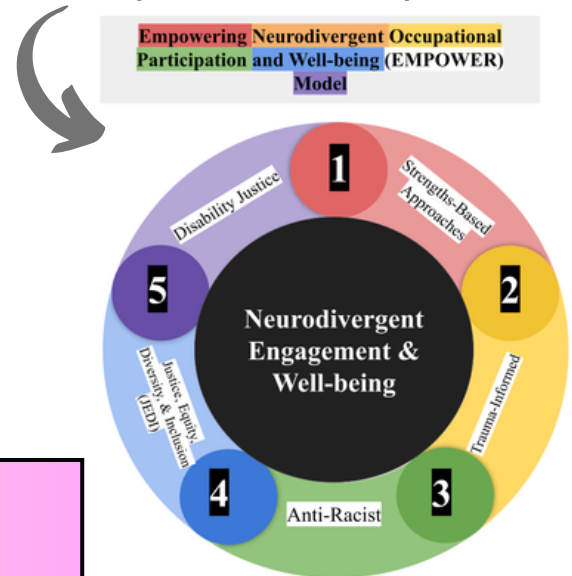 Empowering Neurodivergent Occupational
Participation and Well-being (EMPOWER)
Model
1
Strengths-Based
Approaches
2
Trauma-Informed
3
Anti-Racist
4
Justice, Equity,
Diversity, & Inclusion
(JEDI)
5
Disability Justice
Neurodivergent
Engagement &
Well-being